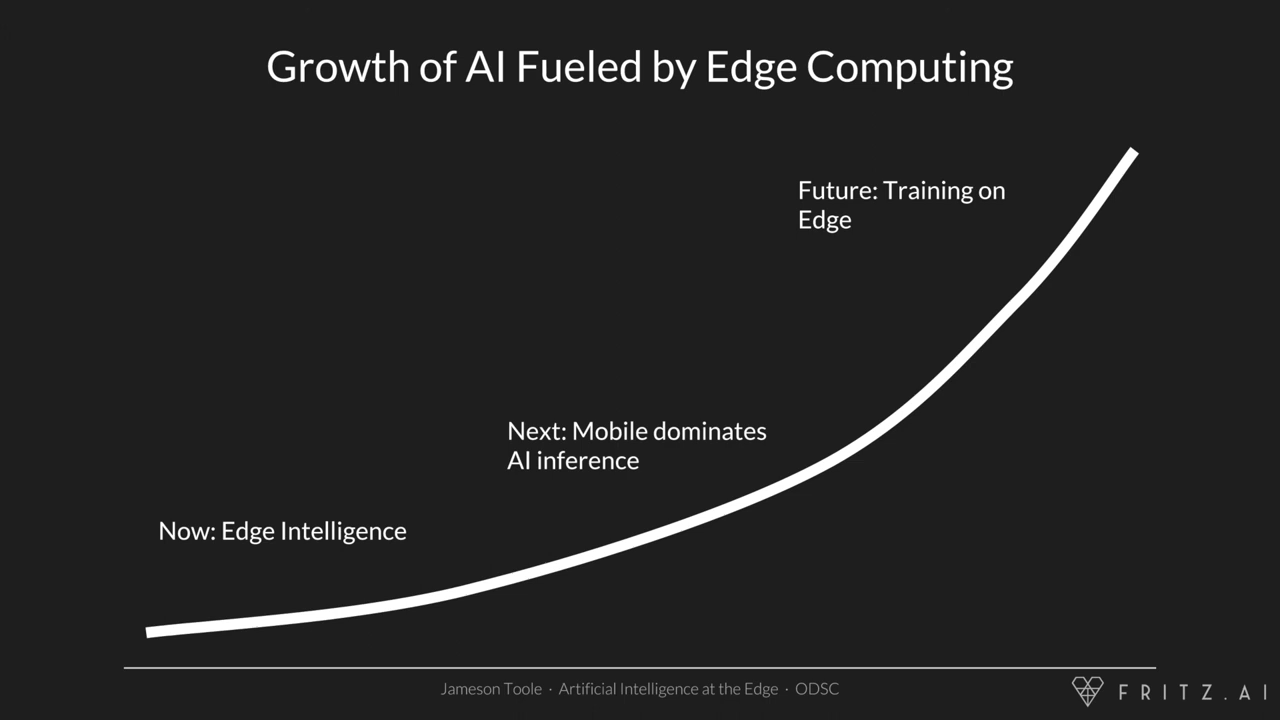 Growth of AI Fueled by Edge Computing
Future: Training on
Edge
Next: Mobile dominates
AI inference
Now: Edge Intelligence
Jameson Toole · Artificial Intelligence at the Edge · ODSC
FRITZ.AI